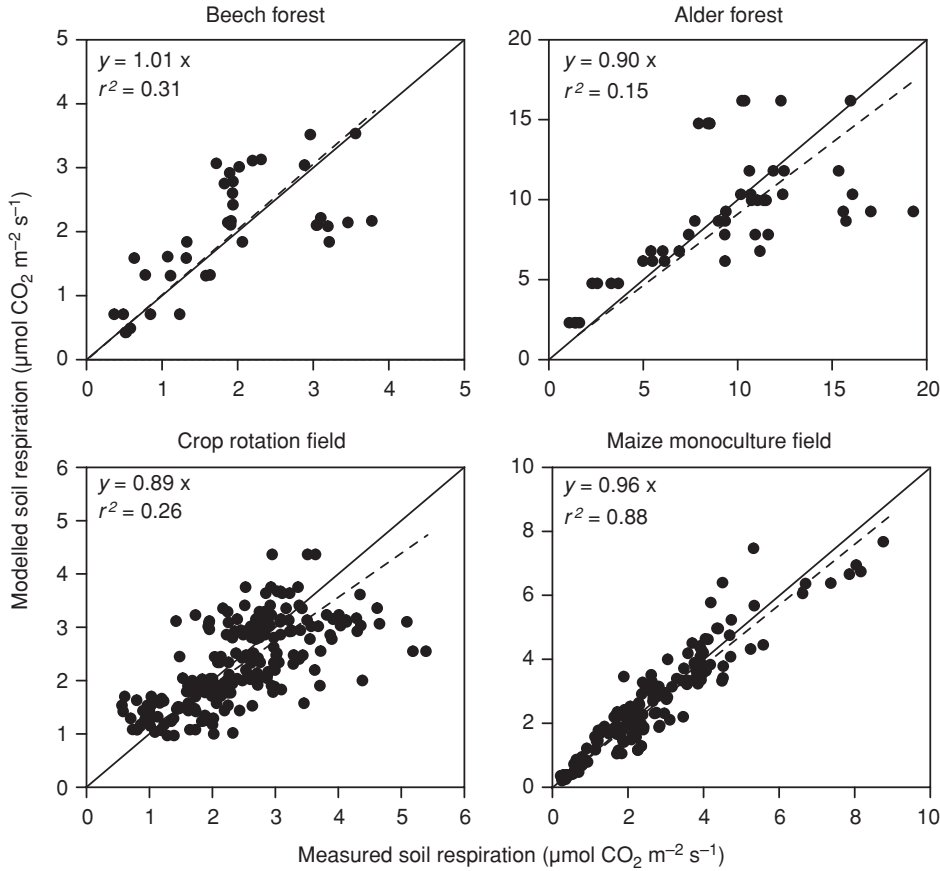 Beech forest
y = 1.01 x
r² = 0.31
5
4
3
2
1
0
0 1 2 3 4 5
Alder forest
y = 0.90 x
r² = 0.15
20
15
10
5
0
0 5 10 15 20
Crop rotation field
y = 0.89 x
r² = 0.26
6
5
4
3
2
1
0
0 1 2 3 4 5 6
Maize monoculture field
y = 0.96 x
r² = 0.88
10
8
6
4
2
0
0 2 4 6 8 10
Modelled soil respiration (μmol CO₂ m⁻² s⁻¹)
Measured soil respiration (μmol CO₂ m⁻² s⁻¹)